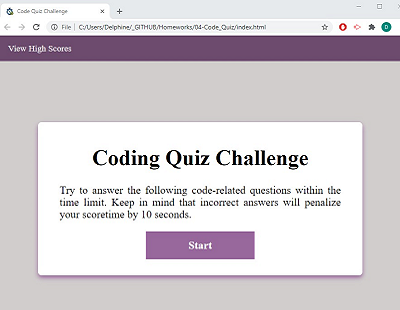 Code Quiz Challenge
File | C:/Users/Delphine/_GITHUB/Homeworks/04-Code_Quiz/index.html
D
View High Scores
Coding Quiz Challenge
Try to answer the following code-related questions within the
time limit. Keep in mind that incorrect answers will penalize
your scoretime by 10 seconds.
Start